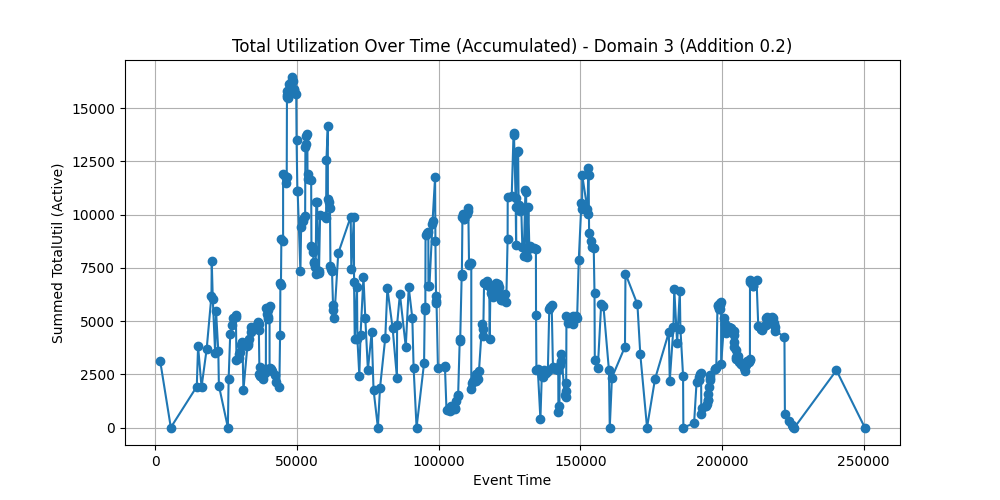 Total Utilization Over Time (Accumulated) - Domain 3 (Addition 0.2)
Summed TotalUtil (Active)
15000
12500
10000
7500
5000
2500
0
0 50000 100000 150000 200000 250000
Event Time